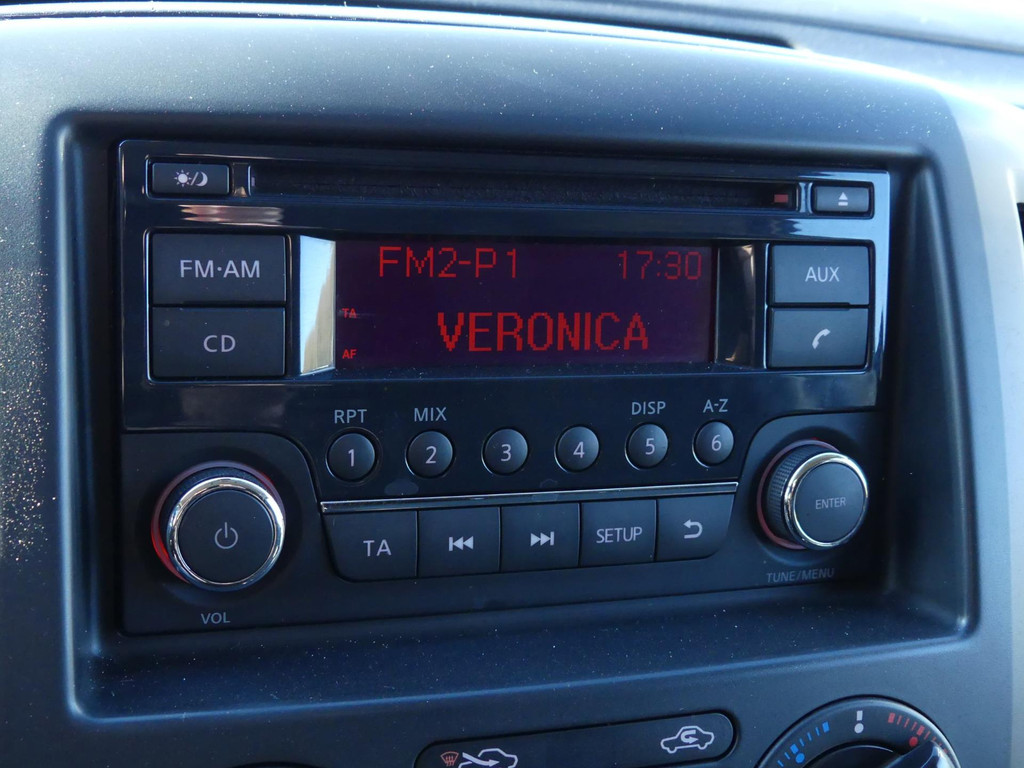 FM·AM
CD
FM2-P1 17:30
TA
VERONICA
AF
AUX
RPT MIX DISP A-Z
1 2 3 4 5 6
TA SETUP
ENTER
VOL
TUNE/MENU